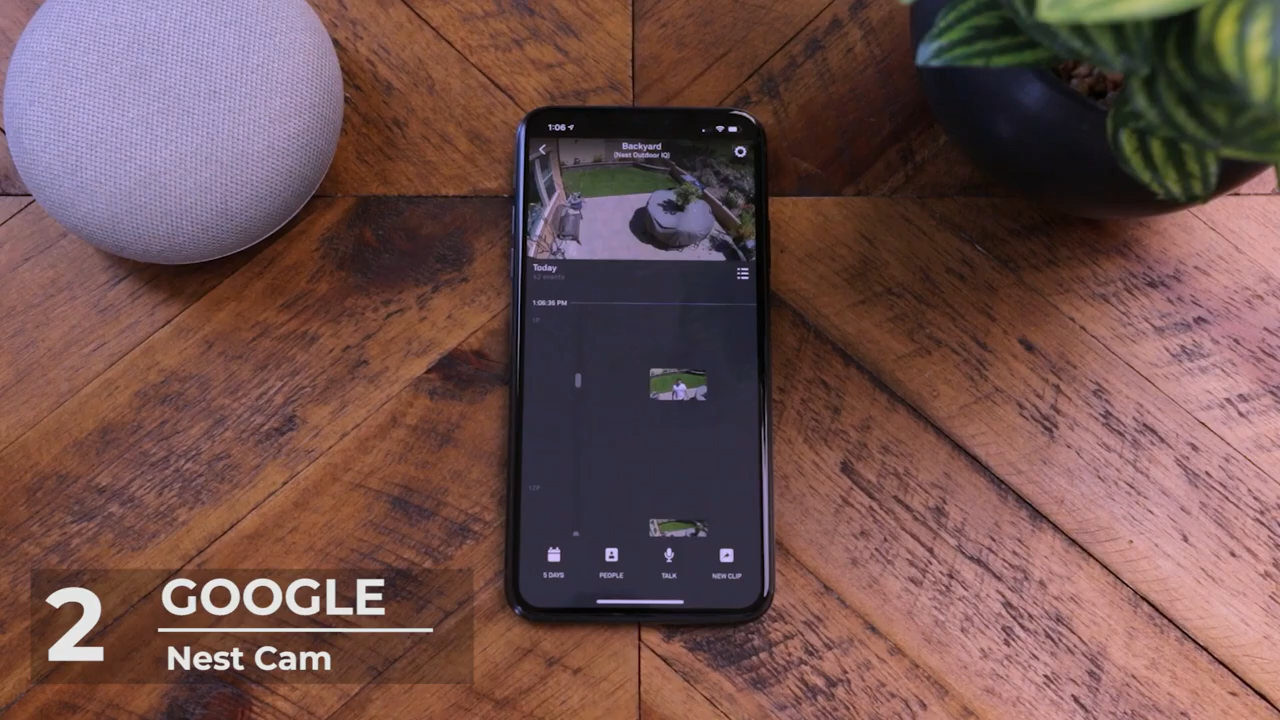 1:06
Backyard
(Nest Outdoor IQ)
Today
1:06:36 PM
5 DAYS
PEOPLE
TALK
NEW CLIP
2
GOOGLE
Nest Cam